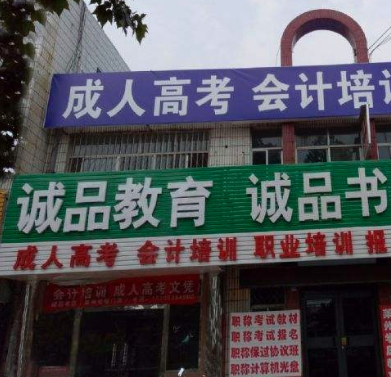 成人高考 会计培训
诚品教育 诚品书
成人高考 会计培训 职业培训 报
会计培训 成人高考文凭
职称考试教材
职称考试报名
职称保过协议班
职称计算机光盘